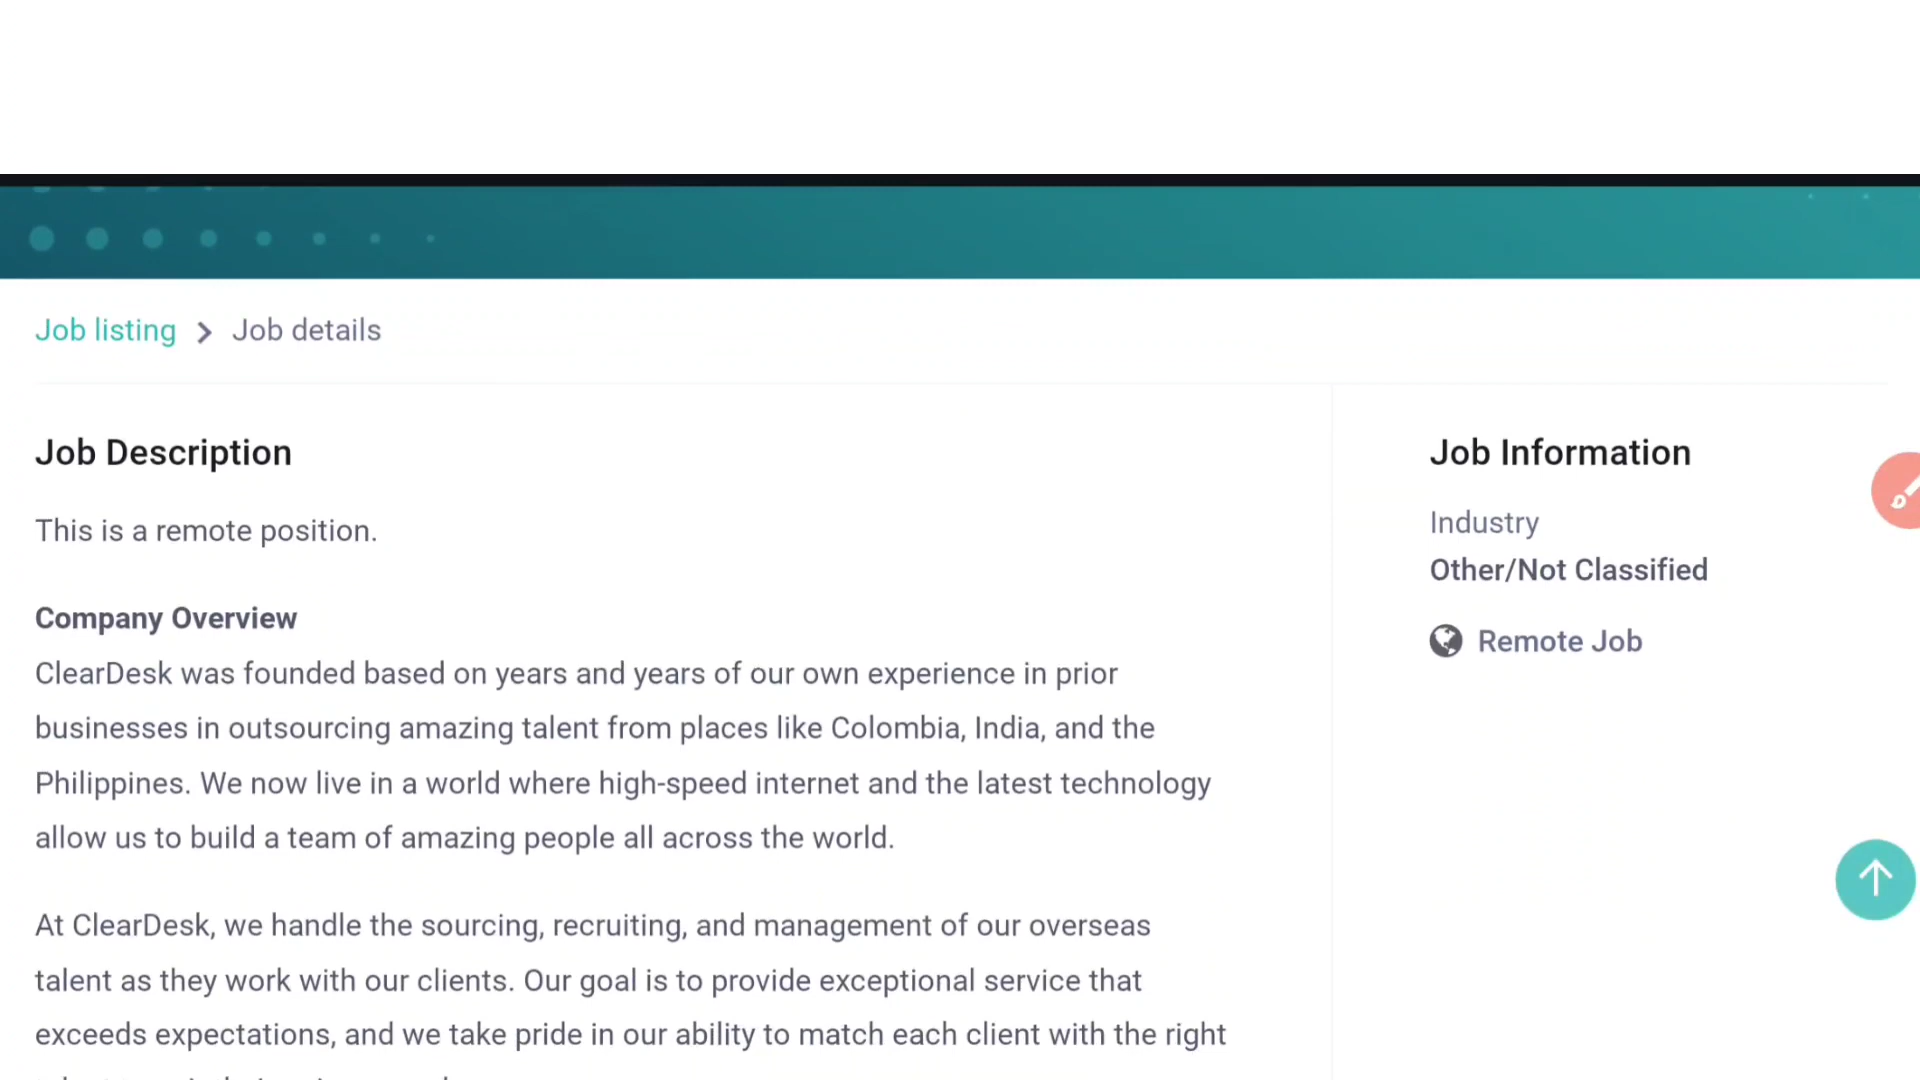 Job listing > Job details
Job Description
This is a remote position.
Company Overview
ClearDesk was founded based on years and years of our own experience in prior
businesses in outsourcing amazing talent from places like Colombia, India, and the
Philippines. We now live in a world where high-speed internet and the latest technology
allow us to build a team of amazing people all across the world.
At ClearDesk, we handle the sourcing, recruiting, and management of our overseas
talent as they work with our clients. Our goal is to provide exceptional service that
exceeds expectations, and we take pride in our ability to match each client with the right
Job Information
Industry
Other/Not Classified
Remote Job